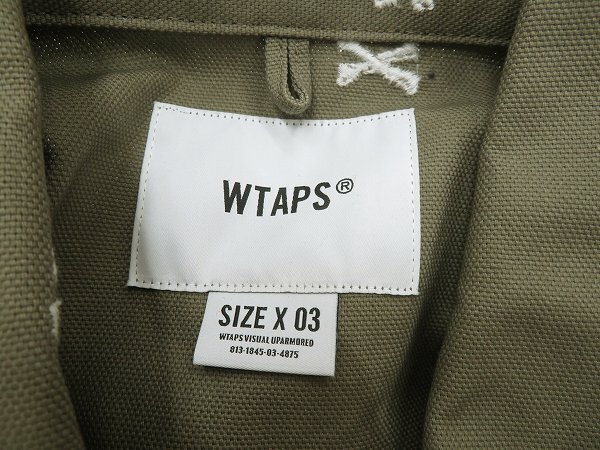 WTAPS®
SIZE X 03
WTAPS VISUAL UPARMORED
813-1845-03-4875